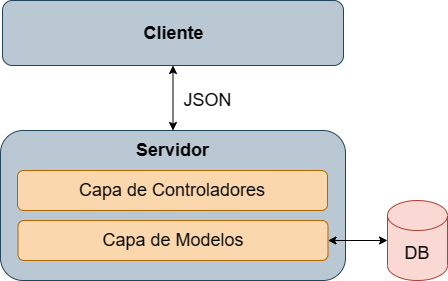 Cliente
JSON
Servidor
Capa de Controladores
Capa de Modelos
DB